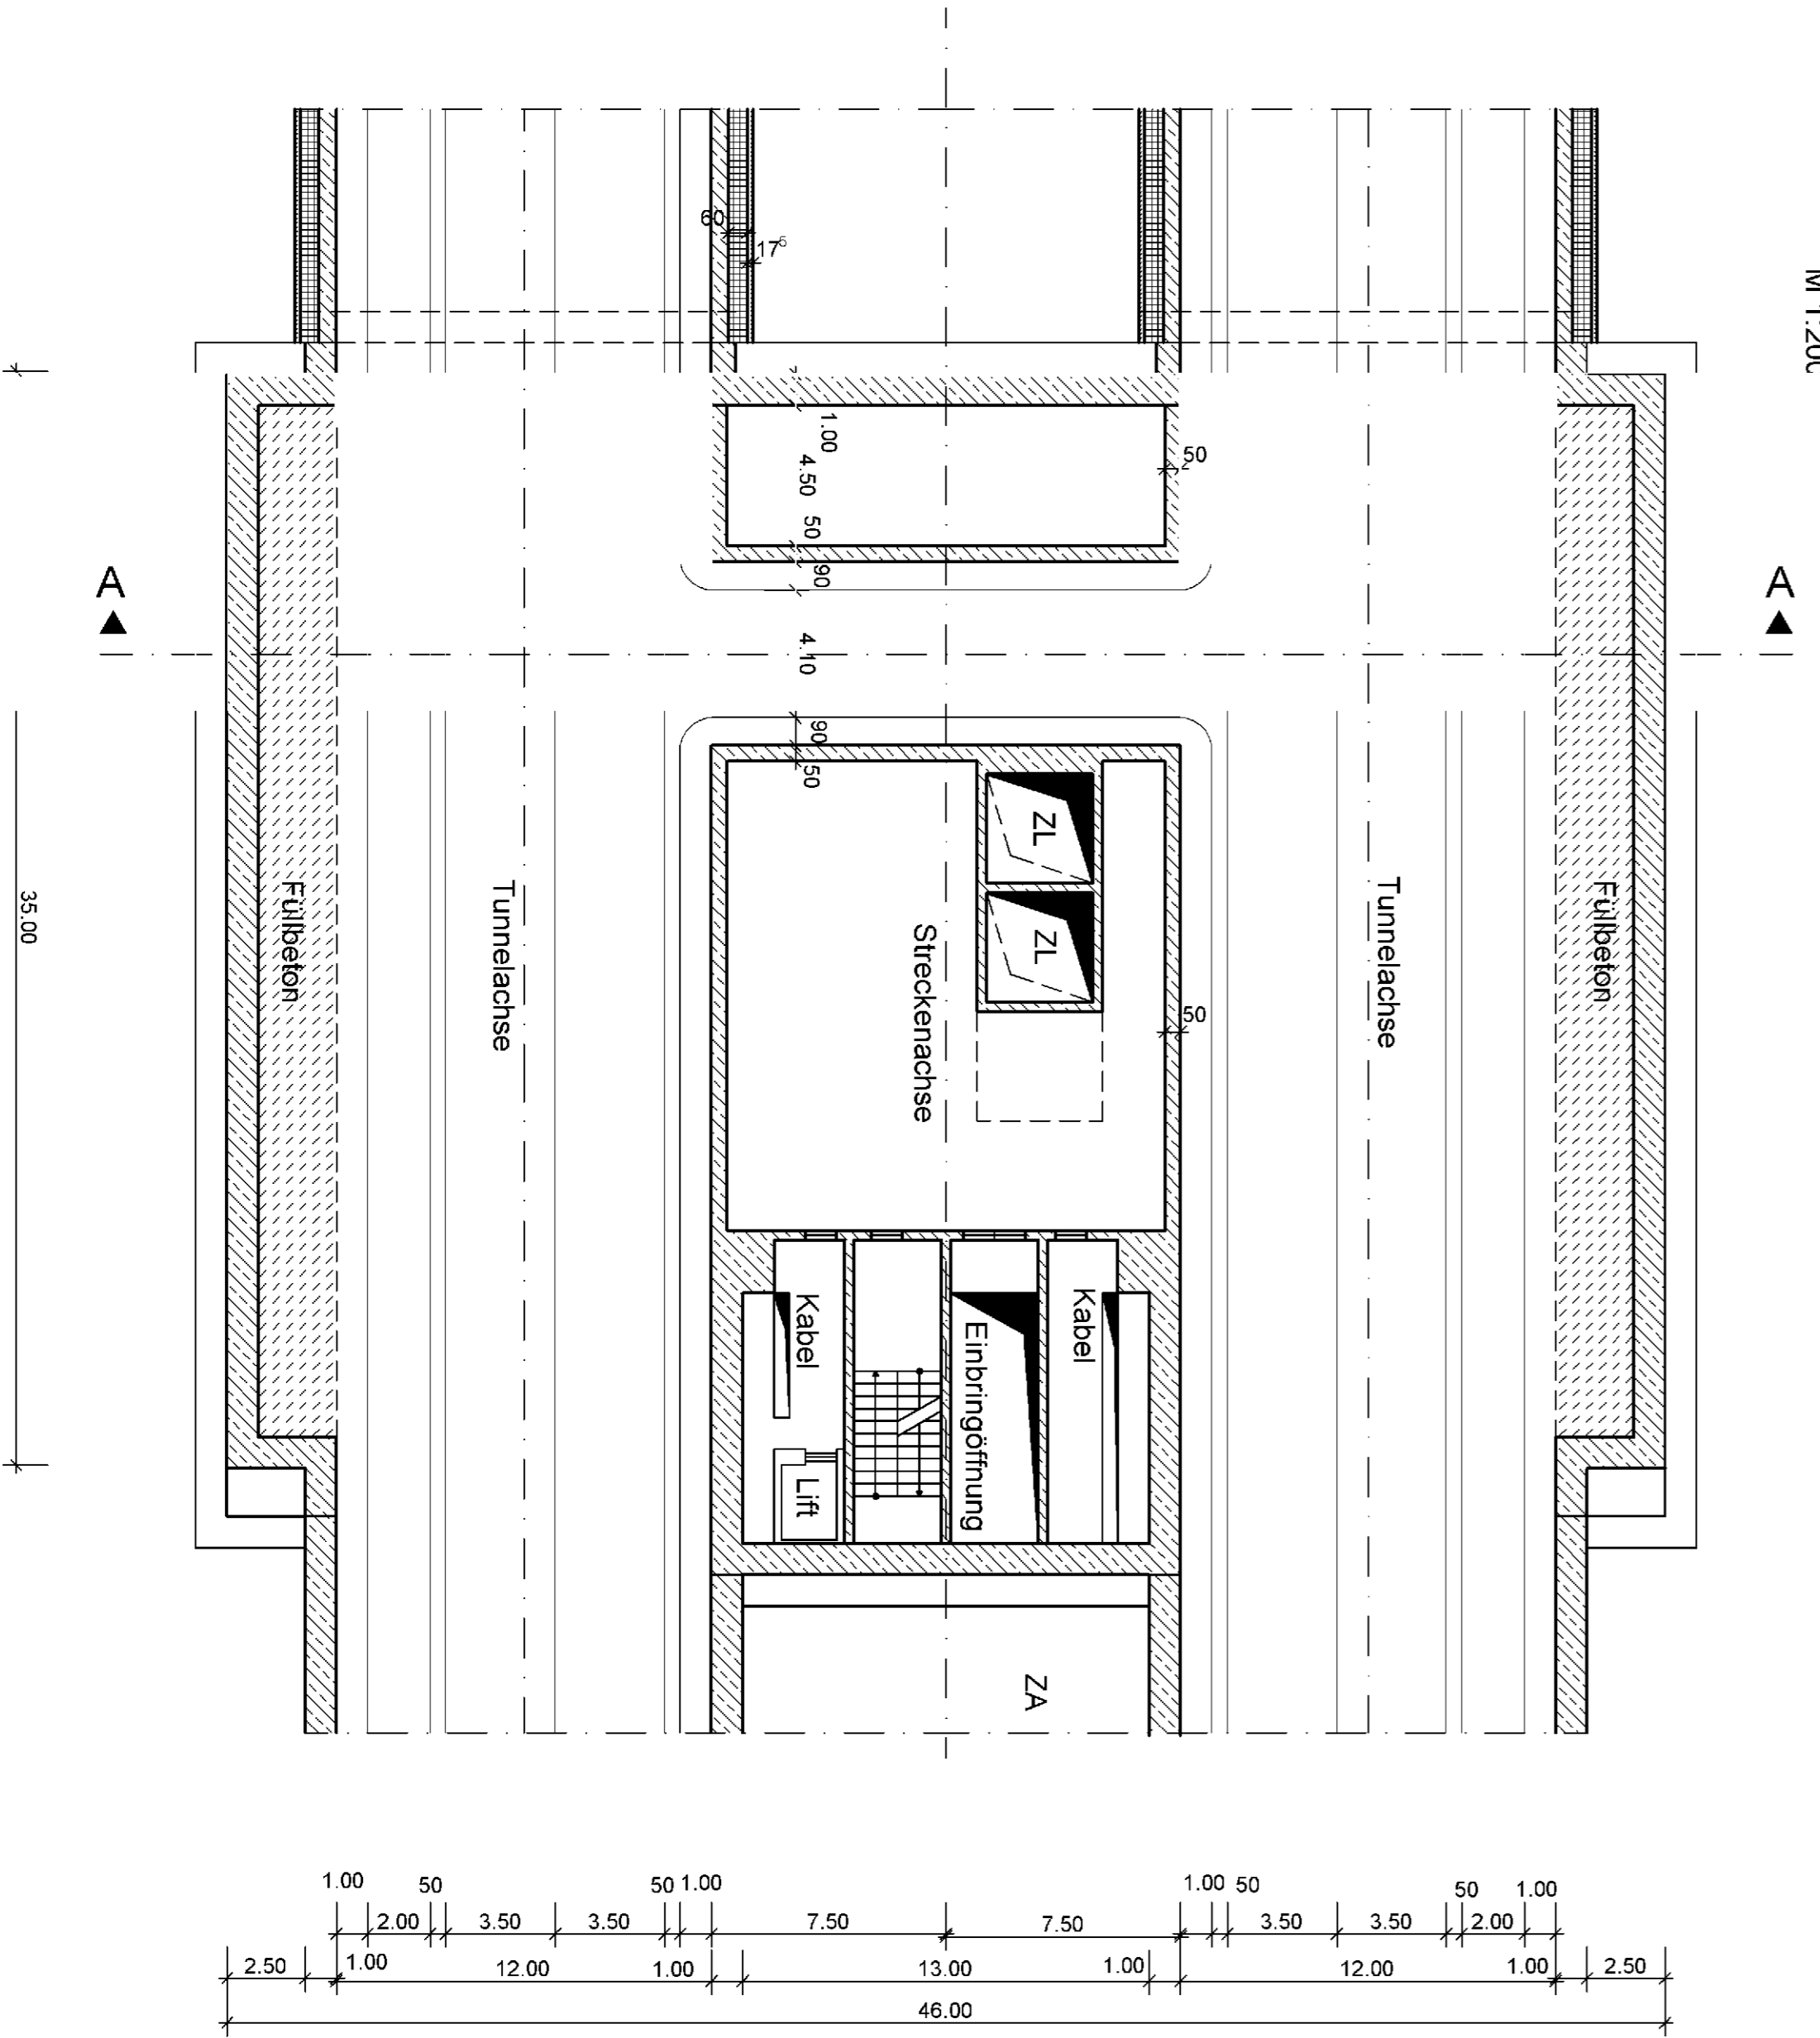 M 1:200
60
17⁵
1.00
4.50
50
50
90
A
A
4.10
90
50
ZL
ZL
35.00
Füllbeton
Tunnelachse
Streckenachse
Tunnelachse
Füllbeton
50
Kabel
Einbringöffnung
Kabel
Lift
ZA
1.00 50 50 1.00 1.00 50 50 1.00
2.00 3.50 3.50 7.50 7.50 3.50 3.50 2.00
2.50 1.00 12.00 1.00 13.00 1.00 12.00 1.00 2.50
46.00